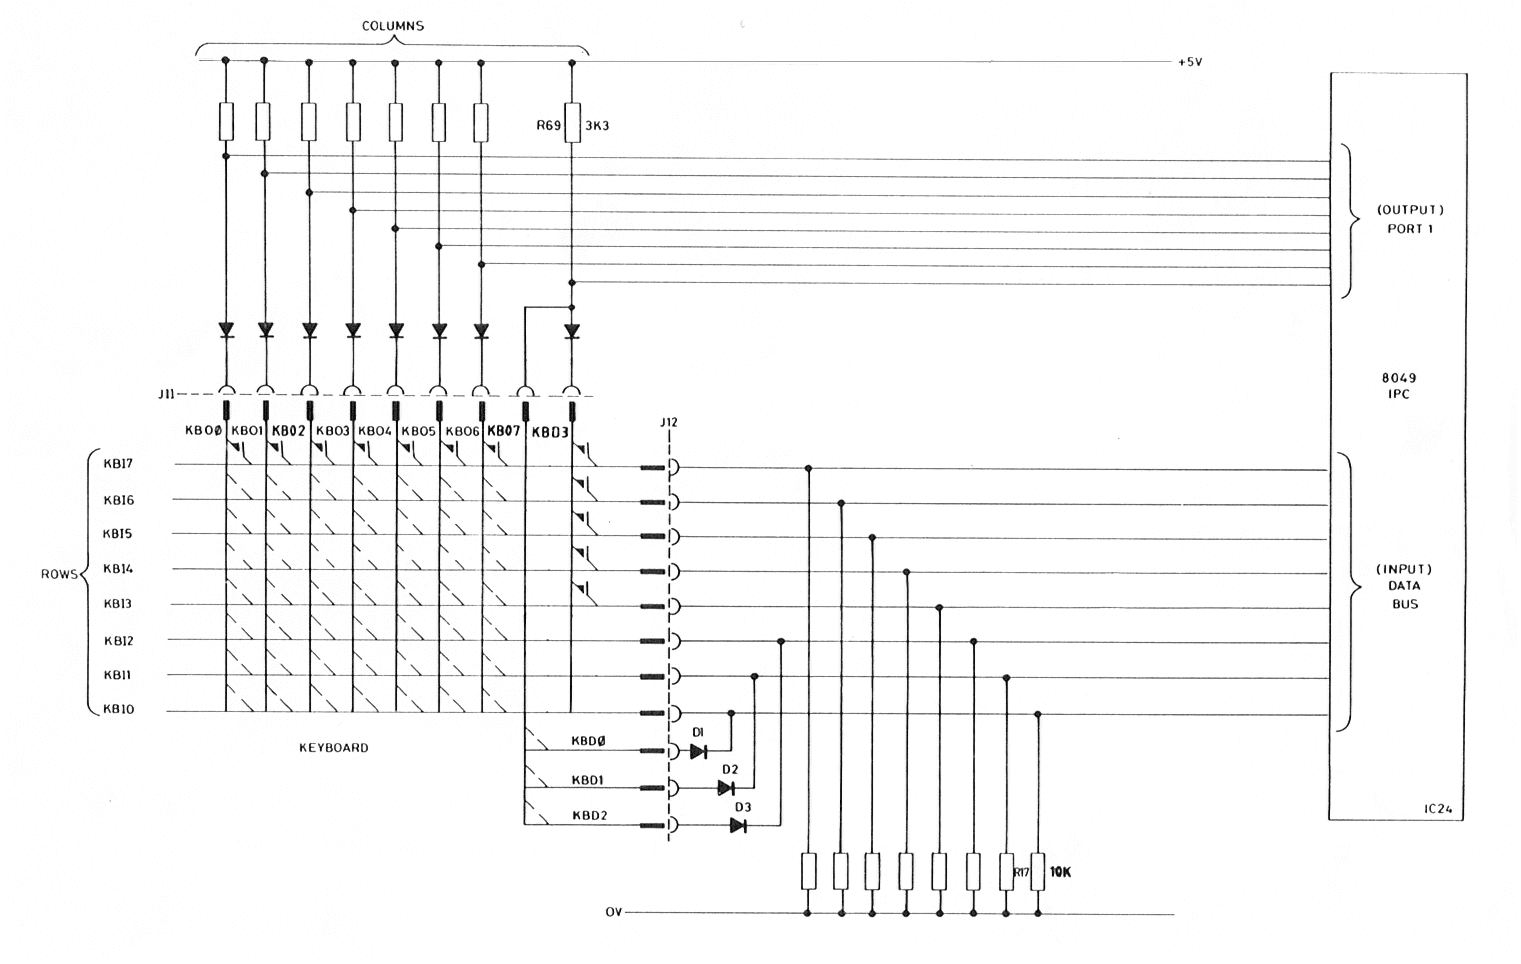 COLUMNS
+5V
R69 3K3
(OUTPUT)
PORT 1
8049
IPC
J11
KBO0 KBO1 KBO2 KBO3 KBO4 KBO5 KBO6 KBO7 KBD3
J12
KBI7
KBI6
KBI5
ROWS
KBI4
KBI3
KBI2
KBI1
KBI0
(INPUT)
DATA
BUS
KEYBOARD
KBDØ
D1
KBD1
D2
KBD2
D3
IC24
R17 10K
0V